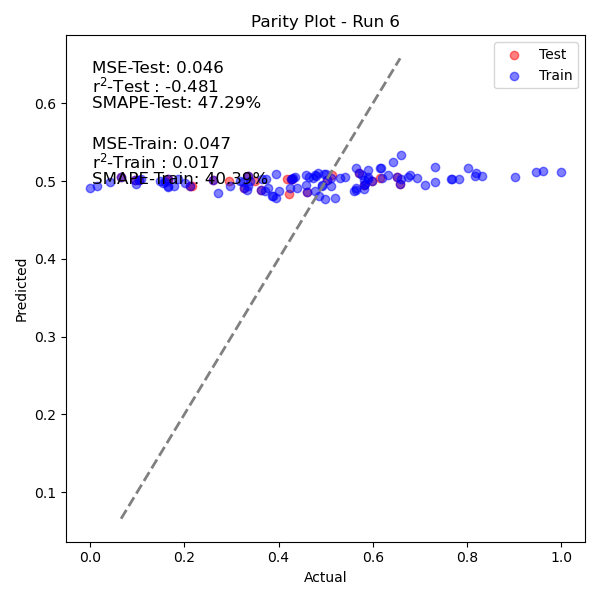 Parity Plot - Run 6
MSE-Test: 0.046
r²-Test : -0.481
SMAPE-Test: 47.29%
MSE-Train: 0.047
r²-Train : 0.017
SMAPE-Train: 40.39%
Test
Train
Predicted
0.6
0.5
0.4
0.3
0.2
0.1
0.0 0.2 0.4 0.6 0.8 1.0
Actual